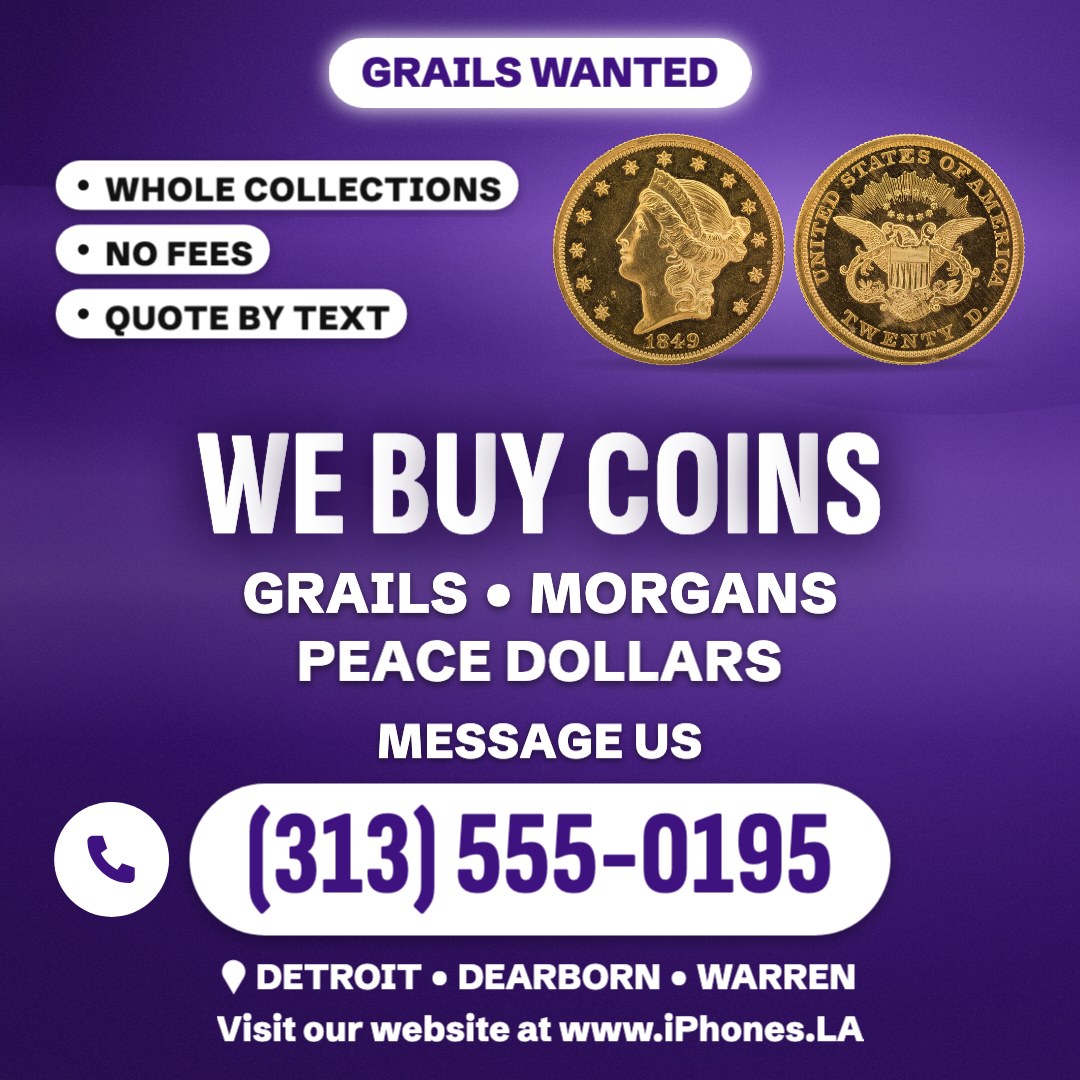 GRAILS WANTED
• WHOLE COLLECTIONS
• NO FEES
• QUOTE BY TEXT
1849
UNITED STATES OF AMERICA
TWENTY D.
WE BUY COINS
GRAILS • MORGANS
PEACE DOLLARS
MESSAGE US
(313) 555-0195
DETROIT • DEARBORN • WARREN
Visit our website at www.iPhones.LA